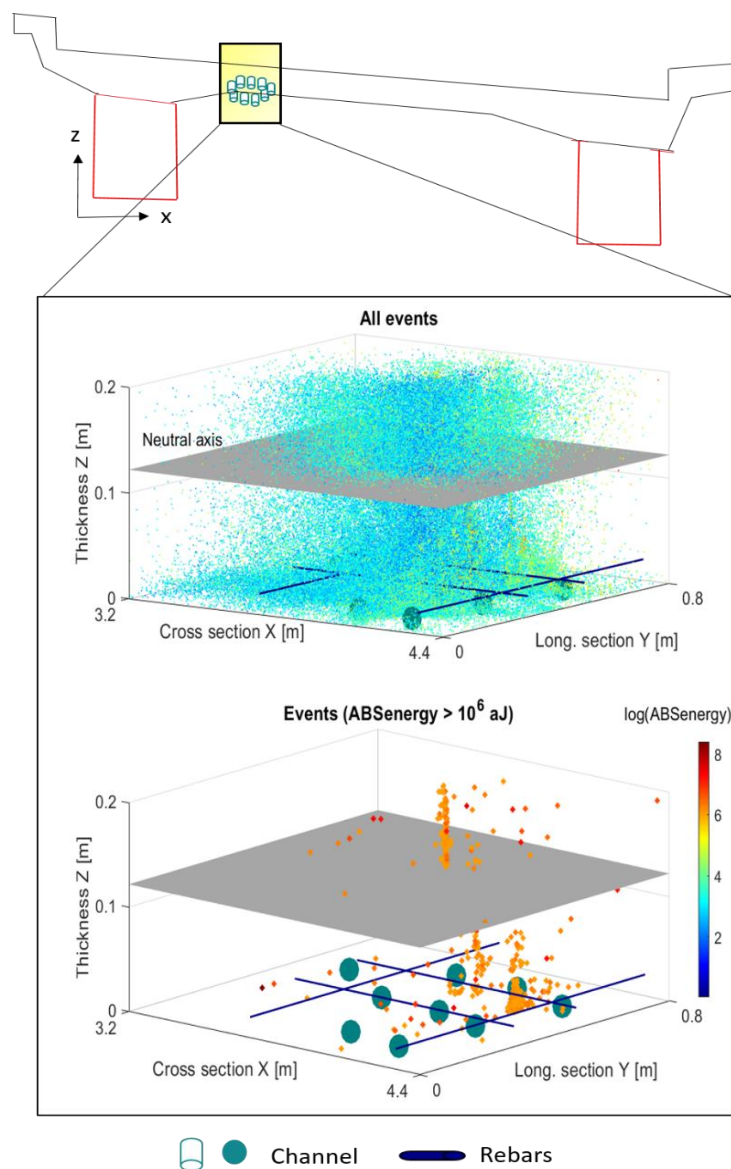 z
x
All events
0.2
Neutral axis
0.1
Thickness Z [m]
0
3.2
Cross section X [m]
4.4
0
Long. section Y [m]
0.8
Events (ABSenergy > 10⁶ aJ)
log(ABSenergy)
8
6
4
2
0.2
0.1
Thickness Z [m]
0
3.2
Cross section X [m]
4.4
0
Long. section Y [m]
0.8
Channel
Rebars